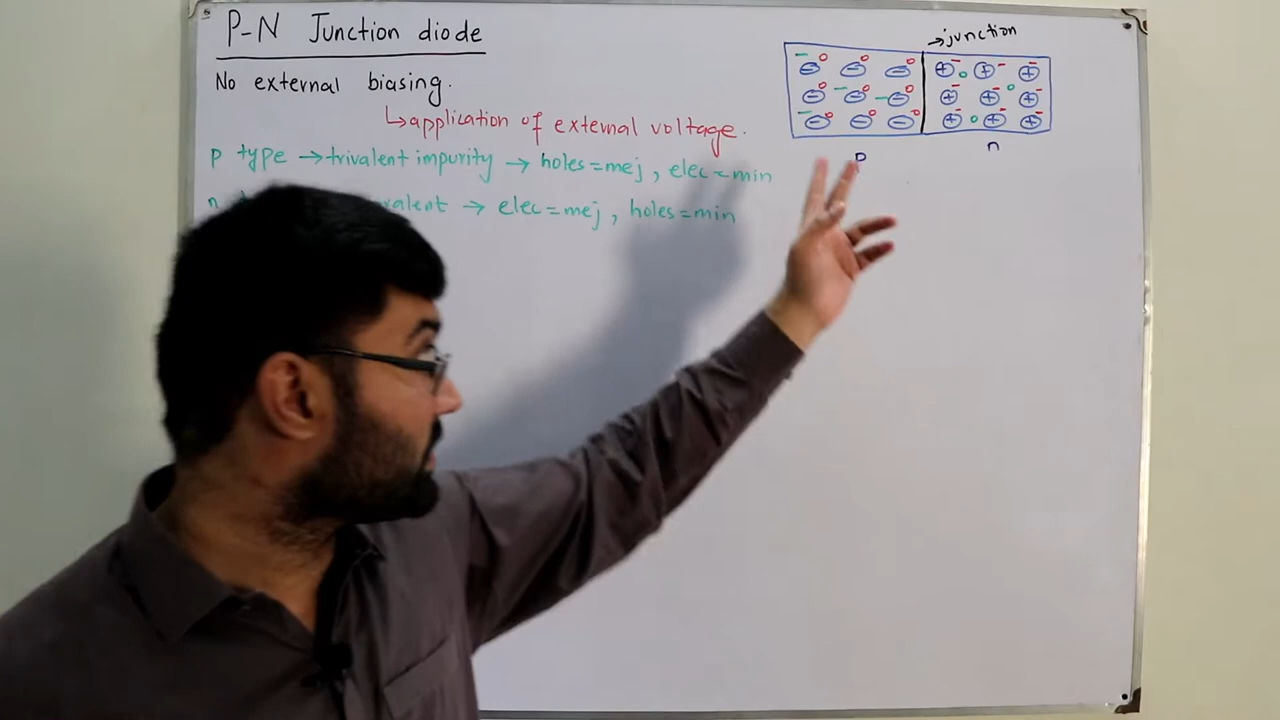 P-N Junction diode
No external biasing.
↳application of external voltage.
P type →trivalent impurity → holes=mej, elec=min
n valent → elec=mej, holes=min
→junction
P
n